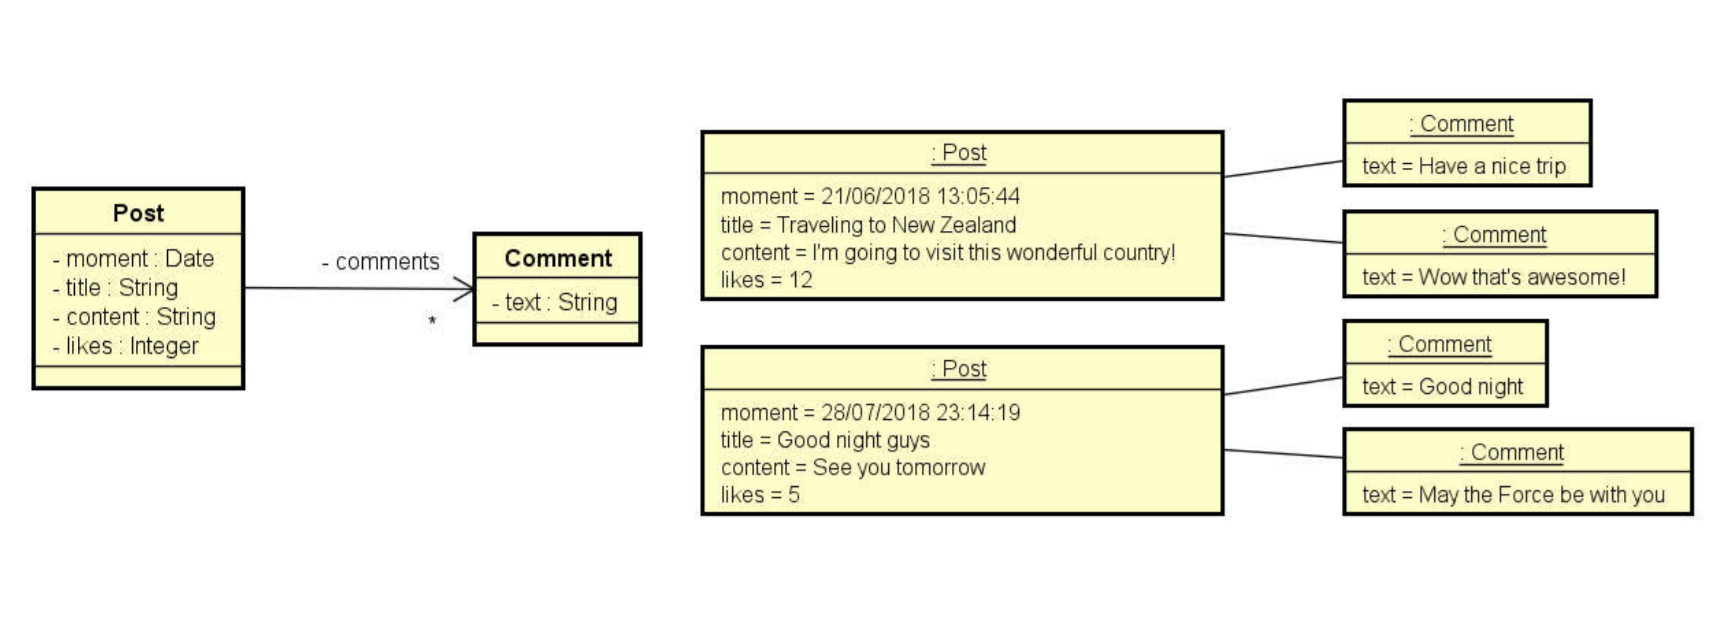 Post
- moment : Date
- title : String
- content : String
- likes : Integer
- comments
*
Comment
- text : String
: Post
moment = 21/06/2018 13:05:44
title = Traveling to New Zealand
content = I'm going to visit this wonderful country!
likes = 12
: Comment
text = Have a nice trip
: Comment
text = Wow that's awesome!
: Post
moment = 28/07/2018 23:14:19
title = Good night guys
content = See you tomorrow
likes = 5
: Comment
text = Good night
: Comment
text = May the Force be with you